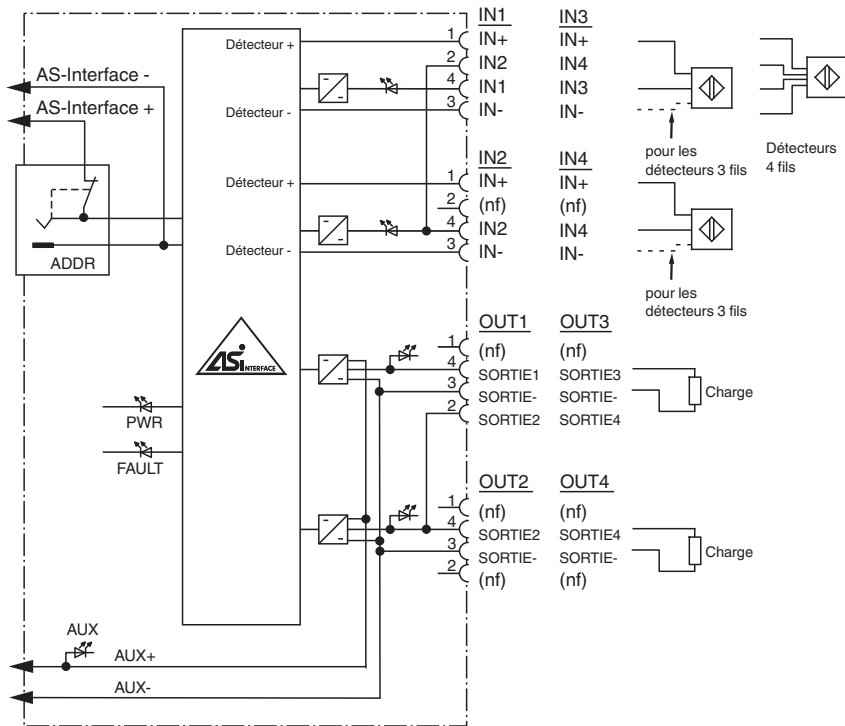 IN1 IN3
Détecteur + 1 IN+ IN+
2 IN2 IN4
AS-Interface -
4 IN1 IN3
AS-Interface +
Détecteur - 3 IN- IN-
pour les
détecteurs 3 fils
Détecteurs
4 fils
IN2 IN4
Détecteur + 1 IN+ IN+
2 (nf) (nf)
4 IN2 IN4
Détecteur - 3 IN- IN-
ADDR
pour les
détecteurs 3 fils
OUT1 OUT3
1 (nf) (nf)
ASi INTERFACE
4 SORTIE1 SORTIE3
3 SORTIE- SORTIE-
Charge
2 SORTIE2 SORTIE4
PWR
FAULT
OUT2 OUT4
1 (nf) (nf)
4 SORTIE2 SORTIE4
3 SORTIE- SORTIE-
Charge
2 (nf) (nf)
AUX
AUX+
AUX-